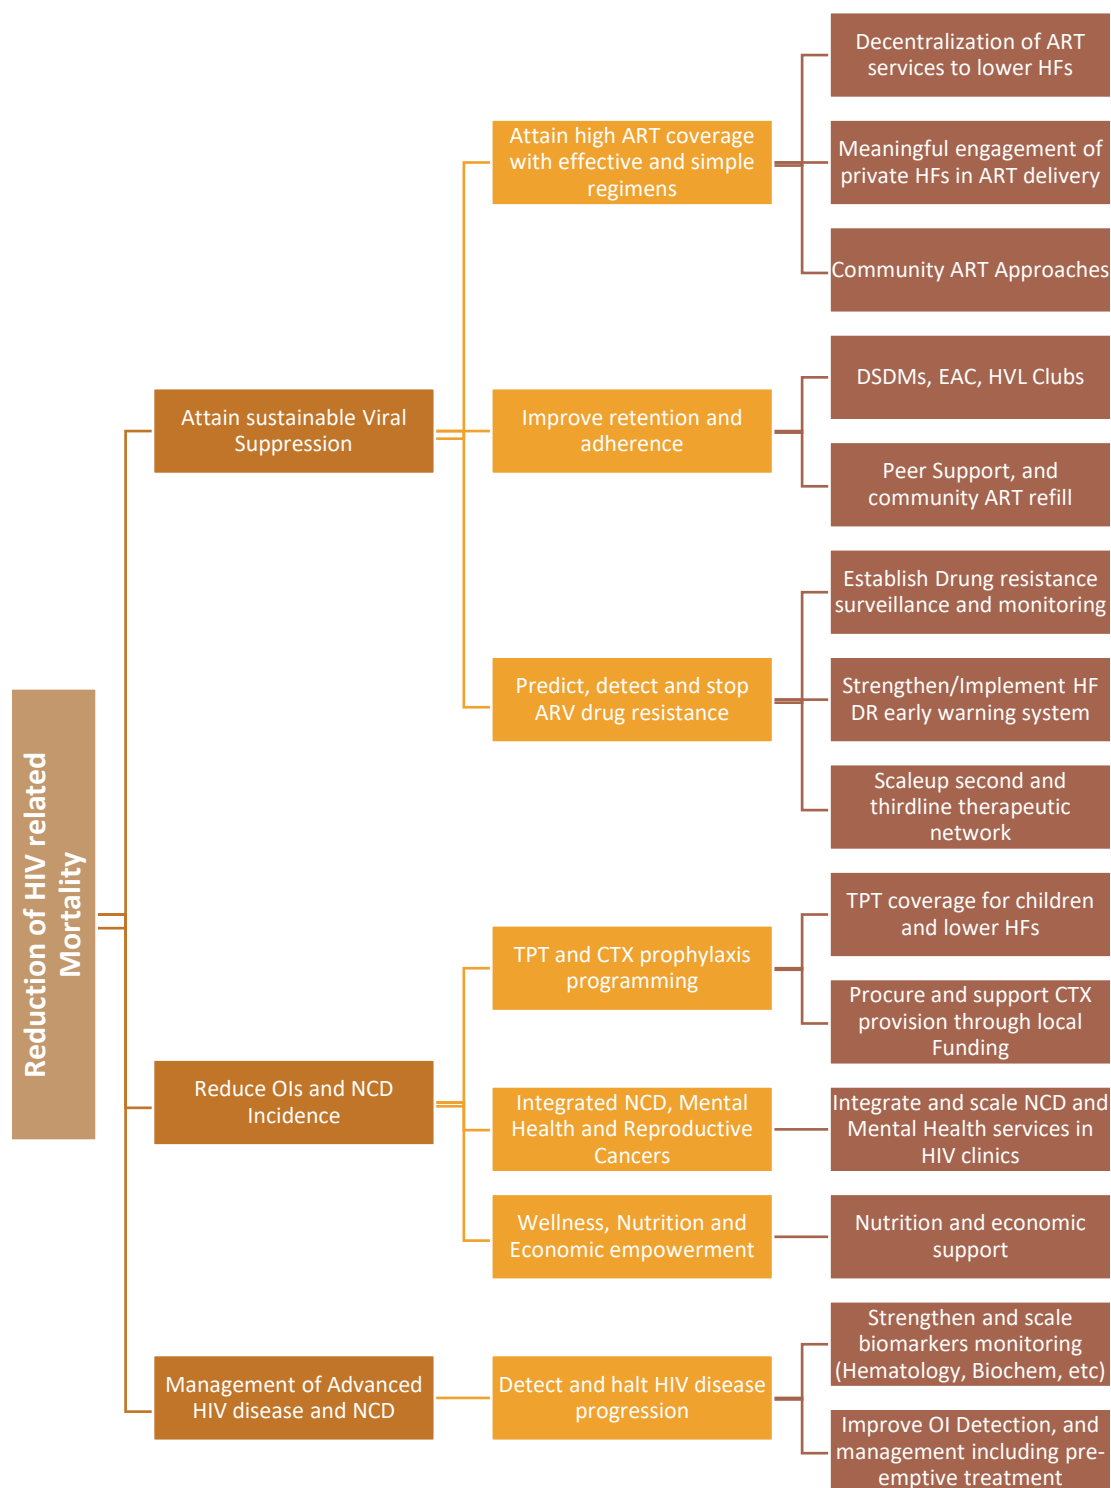 Reduction of HIV related
Mortality
Attain sustainable Viral
Suppression
Attain high ART coverage
with effective and simple
regimens
Decentralization of ART
services to lower HFs
Meaningful engagement of
private HFs in ART delivery
Community ART Approaches
Improve retention and
adherence
DSDMs, EAC, HVL Clubs
Peer Support, and
community ART refill
Predict, detect and stop
ARV drug resistance
Establish Drung resistance
surveillance and monitoring
Strengthen/Implement HF
DR early warning system
Scaleup second and
thirdline therapeutic
network
Reduce OIs and NCD
Incidence
TPT and CTX prophylaxis
programming
TPT coverage for children
and lower HFs
Procure and support CTX
provision through local
Funding
Integrated NCD, Mental
Health and Reproductive
Cancers
Integrate and scale NCD and
Mental Health services in
HIV clinics
Wellness, Nutrition and
Economic empowerment
Nutrition and economic
support
Management of Advanced
HIV disease and NCD
Detect and halt HIV disease
progression
Strengthen and scale
biomarkers monitoring
(Hematology, Biochem, etc)
Improve OI Detection, and
management including pre-
emptive treatment